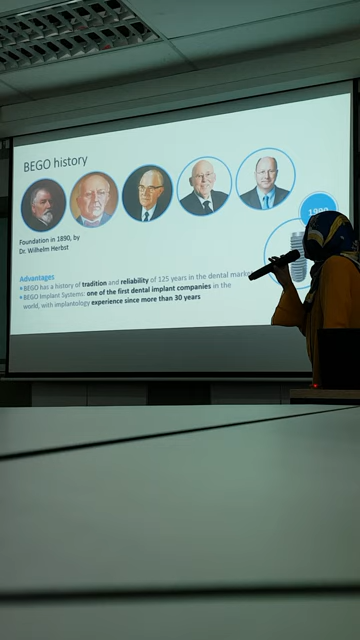 BEGO history
Foundation in 1890, by
Dr. Wilhelm Herbst
Advantages
BEGO has a history of tradition and reliability of 125 years in the dental market
BEGO Implant Systems: one of the first dental implant companies in the
world, with implantology experience since more than 30 years